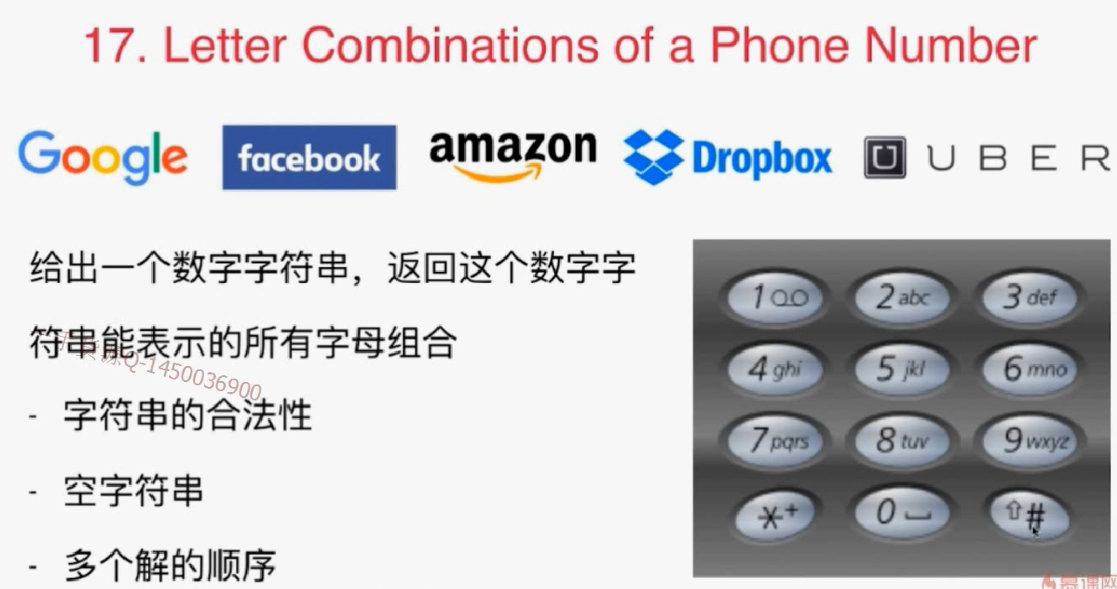 17. Letter Combinations of a Phone Number
Google facebook amazon Dropbox UBER
给出一个数字字符串，返回这个数字字
符串能表示的所有字母组合
Q-1450036900
- 字符串的合法性
- 空字符串
- 多个解的顺序
1 2 abc 3 def
4 ghi 5 jkl 6 mno
7 pqrs 8 tuv 9 wxyz
*+ 0 ⇧#
慕课网